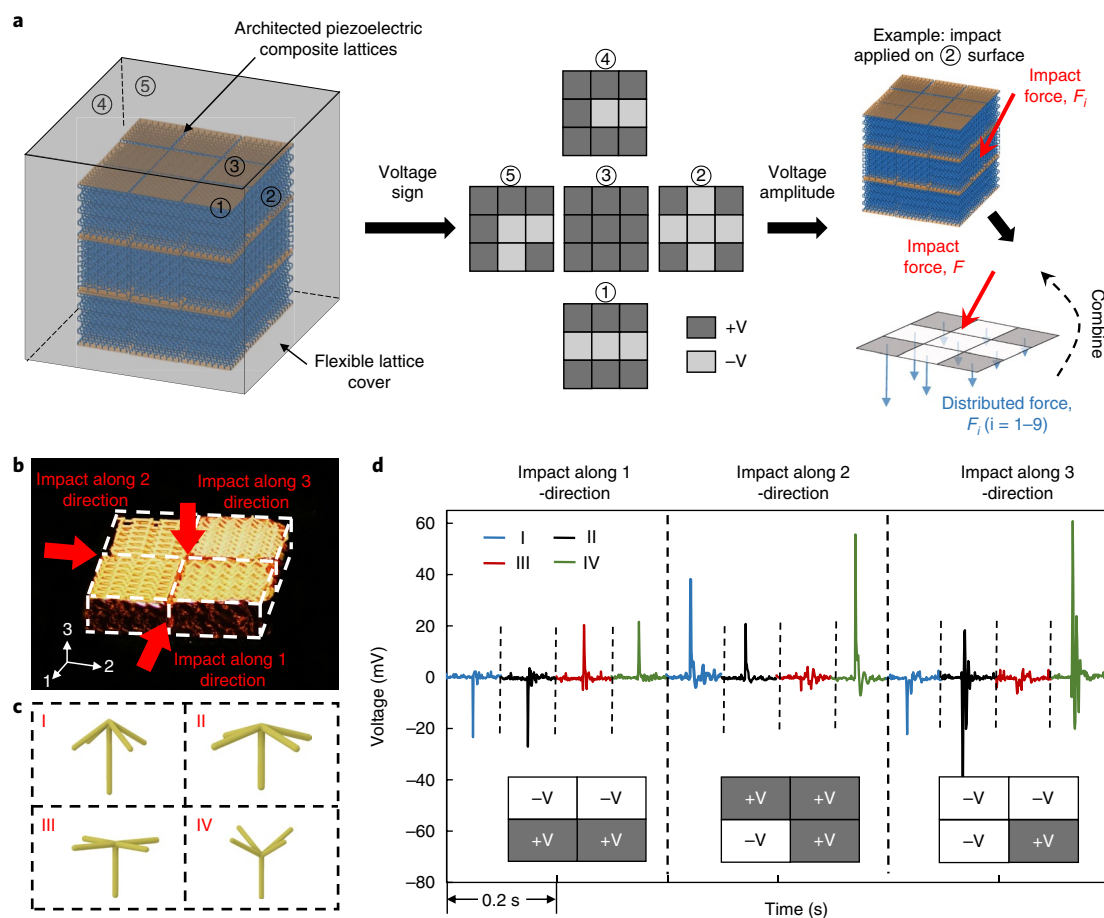 a
Architected piezoelectric
composite lattices
⑤
④
③
②
①
Flexible lattice
cover
Voltage
sign
④
⑤
③
②
①
+V
–V
Voltage
amplitude
Example: impact
applied on ② surface
Impact
force, Fi
Impact
force, F
Combine
Distributed force,
Fi (i = 1–9)
b
Impact along 2
direction
Impact along 3
direction
Impact along 1
direction
3
2
1
c
I
II
III
IV
d
Impact along 1
-direction
Impact along 2
-direction
Impact along 3
-direction
Voltage (mV)
60
40
20
0
–20
–40
–60
–80
I
II
III
IV
–V
–V
+V
+V
+V
+V
–V
+V
–V
–V
–V
+V
0.2 s
Time (s)